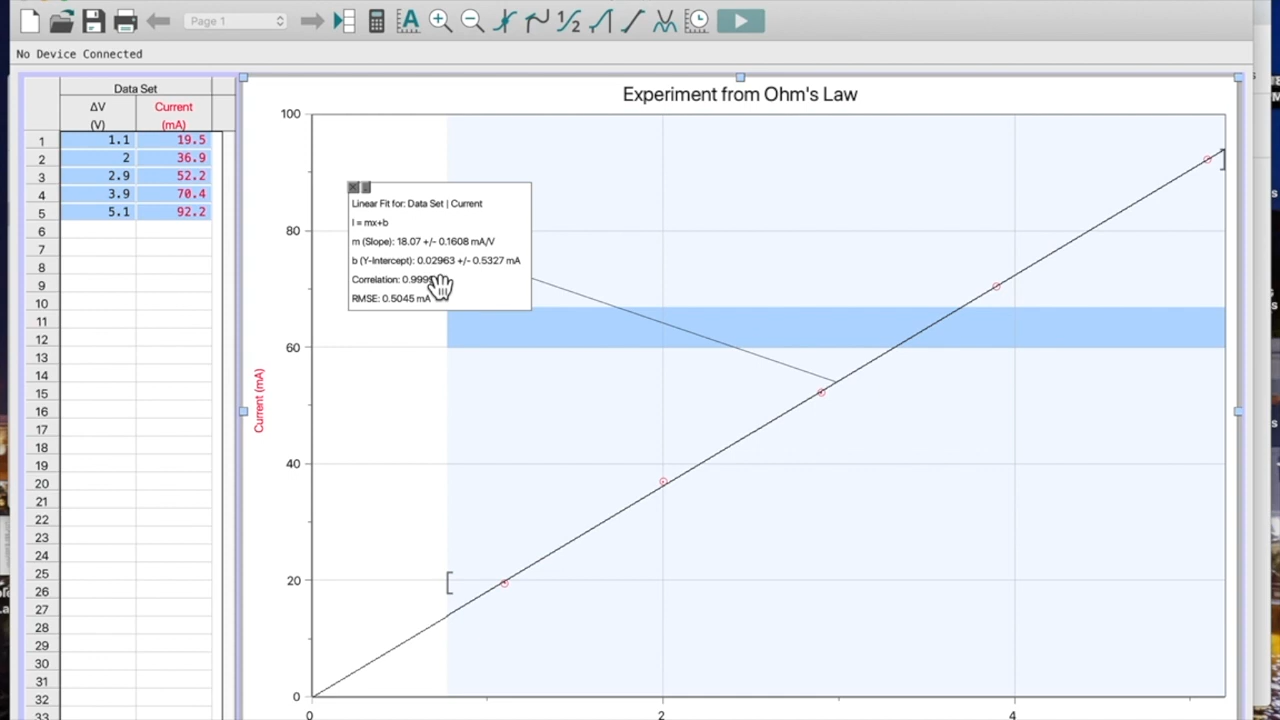 Page 1
No Device Connected
Data Set
ΔV
(V)
Current
(mA)
1 1.1 19.5
2 2 36.9
3 2.9 52.2
4 3.9 70.4
5 5.1 92.2
6
7
8
9
10
11
12
13
14
15
16
17
18
19
20
21
22
23
24
25
26
27
28
29
30
31
32
33
Experiment from Ohm's Law
100
80
60
40
20
0
Current (mA)
Linear Fit for: Data Set | Current
I = mx+b
m (Slope): 18.07 +/- 0.1608 mA/V
b (Y-Intercept): 0.02963 +/- 0.5327 mA
Correlation:
RMSE: 0.5045 mA
0 2 4